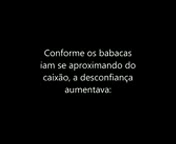 Conforme os babacas
iam se aproximando do
caixão, a desconfiança
aumentava: